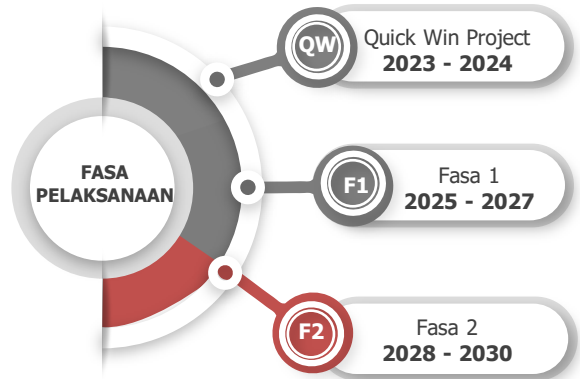 FASA
PELAKSANAAN
QW
Quick Win Project
2023 - 2024
F1
Fasa 1
2025 - 2027
F2
Fasa 2
2028 - 2030